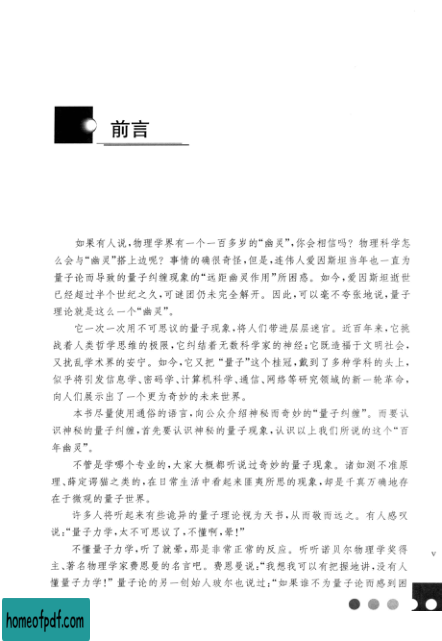 前言
如果有人说,物理学界有一个一百多岁的“幽灵”,你会相信吗? 物理科学怎
么会与“幽灵”搭上边呢? 事情的确很奇怪,但是,连伟人爱因斯坦当年也一直为
量子论而导致的量子纠缠现象的“远距幽灵作用”所困惑。如今,爱因斯坦逝世
已经超过半个世纪之久,可谜团仍未完全解开。因此,可以毫不夸张地说,量子
理论就是这么一个“幽灵”。
它一次一次用不可思议的量子现象,将人们带进层层迷宫。近百年来,它挑
战着人类哲学思维的极限,它纠结着无数科学家的神经;它既造福于文明社会,
又扰乱学术界的安宁。如今,它又把“量子”这个桂冠,戴到了多种学科的头上,
似乎将引发信息学、密码学、计算机科学、通信、网络等研究领域的新一轮革命,
向人们展示出了一个更为奇妙的未来世界。
本书尽量使用通俗的语言,向公众介绍神秘而奇妙的“量子纠缠”。而要认
识神秘的量子纠缠,首先要认识神秘的量子现象,认识以上我们所说的这个“百
年幽灵”。
不管是学哪个专业的,大家大概都听说过奇妙的量子现象。诸如测不准原
理、薛定谔猫之类的,在日常生活中看起来匪夷所思的现象,却是千真万确地存
在于微观的量子世界。
许多人将听起来有些诡异的量子理论视为天书,从而敬而远之。有人感叹
说:“量子力学,太不可思议了,不懂啊,晕!”
不懂量子力学,听了就晕,那是非常正常的反应。听听诺贝尔物理学奖得
主、著名物理学家费恩曼的名言吧。费恩曼说:“我想我可以有把握地讲,没有人
懂量子力学!”量子论的另一创始人玻尔也说过:“如果谁不为量子论而感到困
v
homeofpdf.com